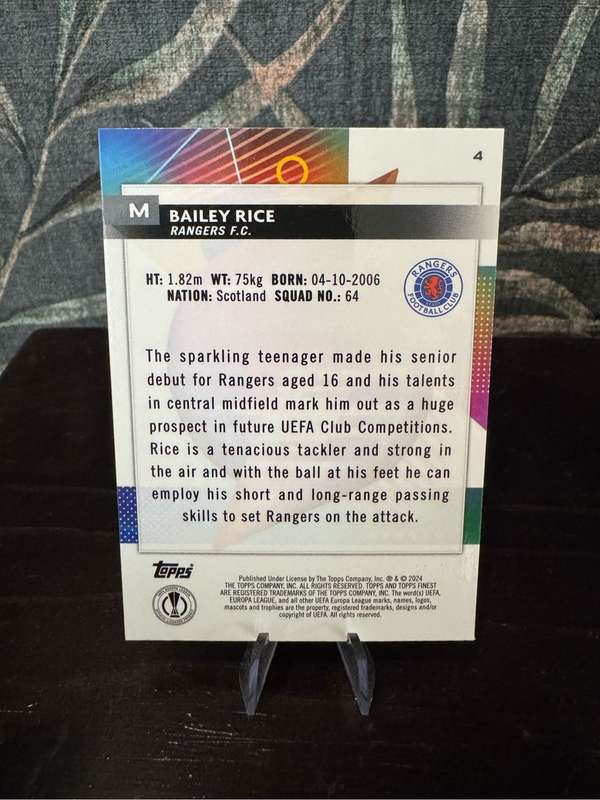 4
M BAILEY RICE
RANGERS F.C.
HT: 1.82m WT: 75kg BORN: 04-10-2006
NATION: Scotland SQUAD NO.: 64
RANGERS
FOOTBALL CLUB
The sparkling teenager made his senior
debut for Rangers aged 16 and his talents
in central midfield mark him out as a huge
prospect in future UEFA Club Competitions.
Rice is a tenacious tackler and strong in
the air and with the ball at his feet he can
employ his short and long-range passing
skills to set Rangers on the attack.
Topps
Published Under License by The Topps Company, Inc. ® & © 2024
THE TOPPS COMPANY, INC. ALL RIGHTS RESERVED. TOPPS AND TOPPS FINEST
ARE REGISTERED TRADEMARKS OF THE TOPPS COMPANY, INC. The word(s) UEFA,
EUROPA LEAGUE, and all other UEFA Europa League marks, names, logos,
mascots and trophies are the property, registered trademarks, designs and/or
copyright of UEFA. All rights reserved.